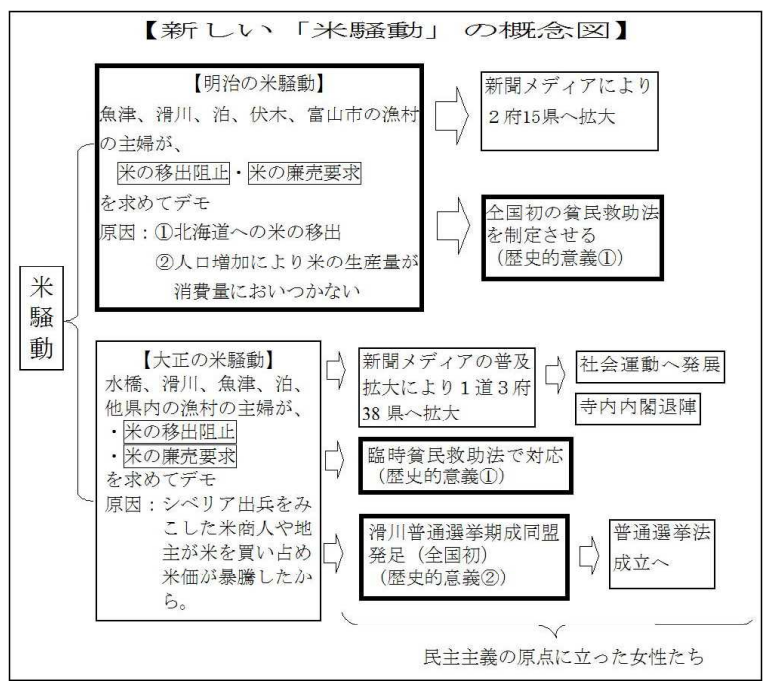 【新しい「米騒動」の概念図】
米騒動
【明治の米騒動】
魚津、滑川、泊、伏木、富山市の漁村
の主婦が、
米の移出阻止・米の廉売要求
を求めてデモ
原因：①北海道への米の移出
②人口増加により米の生産量が
消費量においつかない
新聞メディアにより
２府15県へ拡大
全国初の貧民救助法
を制定させる
（歴史的意義①）
【大正の米騒動】
水橋、滑川、魚津、泊、
他県内の漁村の主婦が、
・米の移出阻止
・米の廉売要求
を求めてデモ
原因：シベリア出兵をみ
こした米商人や地
主が米を買い占め
米価が暴騰したか
ら。
新聞メディアの普及
拡大により１道３府
38 県へ拡大
社会運動へ発展
寺内内閣退陣
臨時貧民救助法で対応
（歴史的意義①）
滑川普通選挙期成同盟
発足（全国初）
（歴史的意義②）
普通選挙法
成立へ
民主主義の原点に立った女性たち